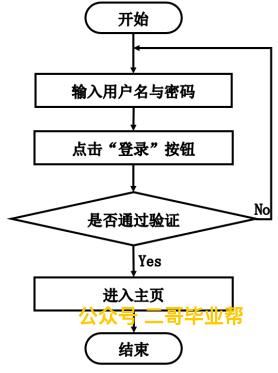 开始
输入用户名与密码
点击“登录”按钮
是否通过验证
No
Yes
进入主页
公众号 二哥毕业帮
结束